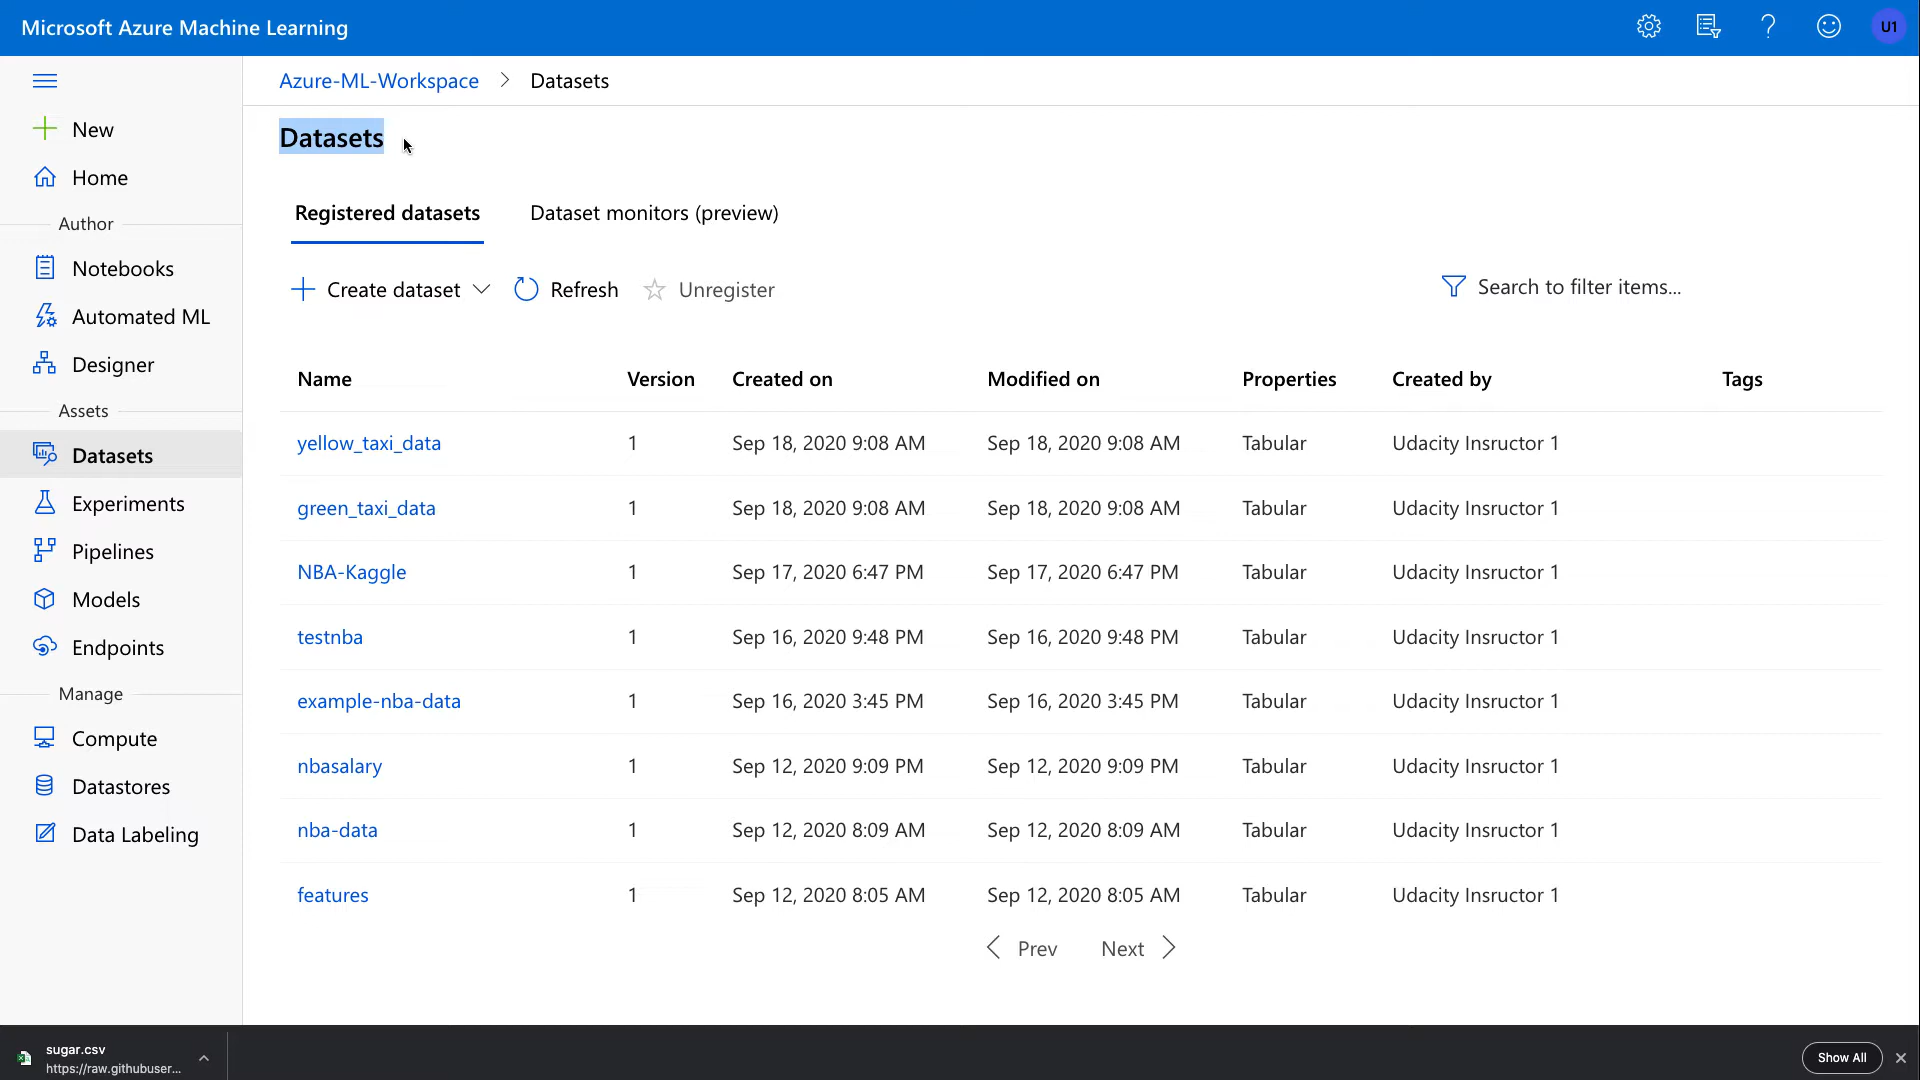 Microsoft Azure Machine Learning
U1
Azure-ML-Workspace > Datasets
New
Home
Author
Notebooks
Automated ML
Designer
Assets
Datasets
Experiments
Pipelines
Models
Endpoints
Manage
Compute
Datastores
Data Labeling
Datasets
Registered datasets Dataset monitors (preview)
Create dataset Refresh Unregister Search to filter items...
Name Version Created on Modified on Properties Created by Tags
yellow_taxi_data 1 Sep 18, 2020 9:08 AM Sep 18, 2020 9:08 AM Tabular Udacity Insructor 1
green_taxi_data 1 Sep 18, 2020 9:08 AM Sep 18, 2020 9:08 AM Tabular Udacity Insructor 1
NBA-Kaggle 1 Sep 17, 2020 6:47 PM Sep 17, 2020 6:47 PM Tabular Udacity Insructor 1
testnba 1 Sep 16, 2020 9:48 PM Sep 16, 2020 9:48 PM Tabular Udacity Insructor 1
example-nba-data 1 Sep 16, 2020 3:45 PM Sep 16, 2020 3:45 PM Tabular Udacity Insructor 1
nbasalary 1 Sep 12, 2020 9:09 PM Sep 12, 2020 9:09 PM Tabular Udacity Insructor 1
nba-data 1 Sep 12, 2020 8:09 AM Sep 12, 2020 8:09 AM Tabular Udacity Insructor 1
features 1 Sep 12, 2020 8:05 AM Sep 12, 2020 8:05 AM Tabular Udacity Insructor 1
Prev Next
sugar.csv
https://raw.githubuser...
Show All